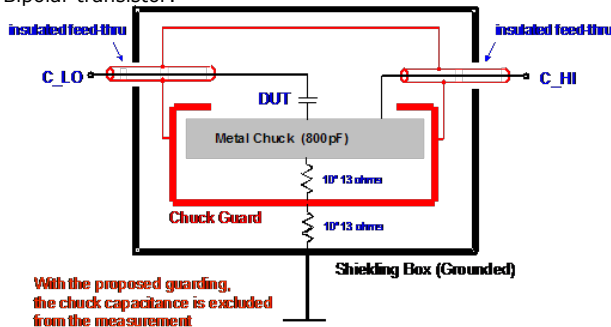 Bipolar transistor.
insulated feed-thru
insulated feed-thru
C_LO
C_HI
DUT
Metal Chuck (800pF)
10^13 ohms
Chuck Guard
10^13 ohms
Shielding Box (Grounded)
With the proposed guarding,
the chuck capacitance is excluded
from the measurement